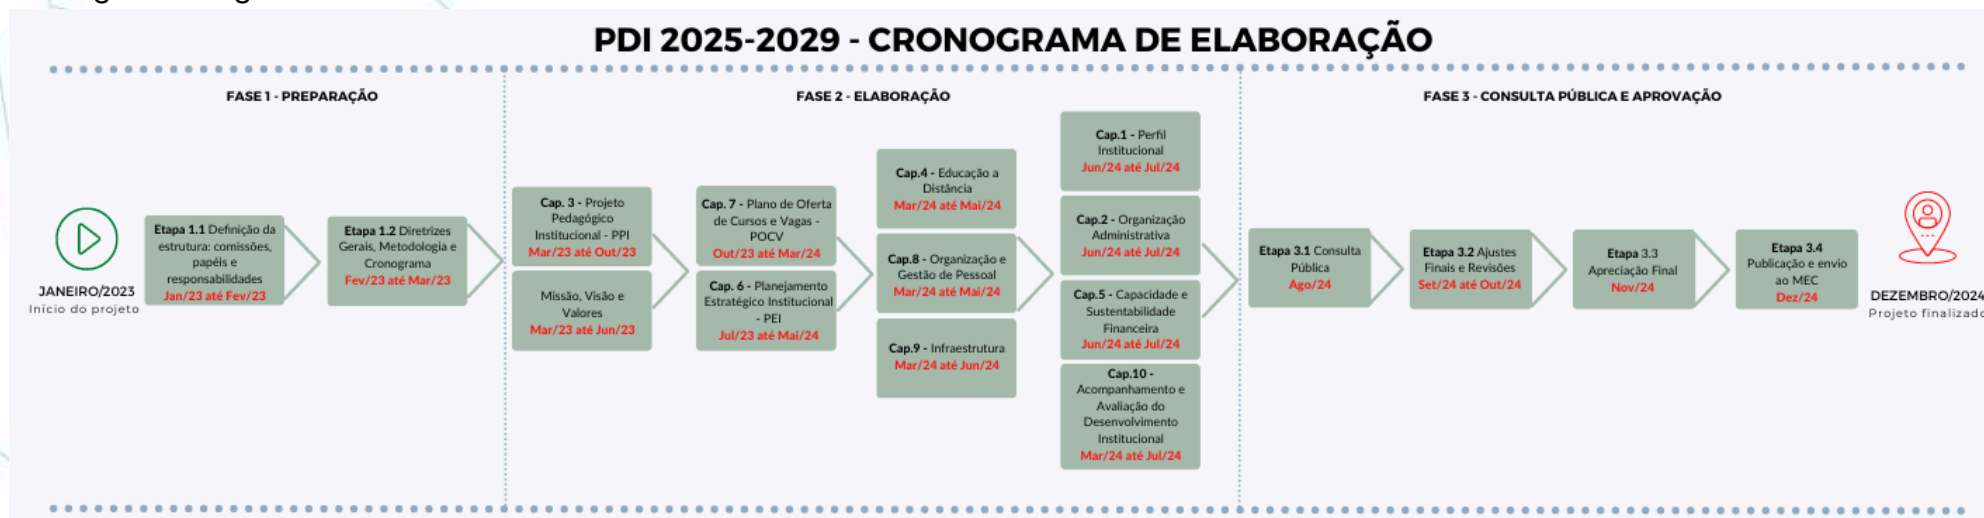 PDI 2025-2029 - CRONOGRAMA DE ELABORAÇÃO
FASE 1 - PREPARAÇÃO
JANEIRO/2023
Início do projeto
Etapa 1.1 Definição da
estrutura: comissões,
papéis e
responsabilidades
Jan/23 até Fev/23
Etapa 1.2 Diretrizes
Gerais, Metodologia e
Cronograma
Fev/23 até Mar/23
FASE 2 - ELABORAÇÃO
Cap. 3 - Projeto
Pedagógico
Institucional - PPI
Mar/23 até Out/23
Missão, Visão e
Valores
Mar/23 até Jun/23
Cap. 7 - Plano de Oferta
de Cursos e Vagas -
POCV
Out/23 até Mar/24
Cap. 6 - Planejamento
Estratégico Institucional
- PEI
Jul/23 até Mai/24
Cap.4 - Educação a
Distância
Mar/24 até Mai/24
Cap.8 - Organização e
Gestão de Pessoal
Mar/24 até Mai/24
Cap.9 - Infraestrutura
Mar/24 até Jun/24
Cap.1 - Perfil
Institucional
Jun/24 até Jul/24
Cap.2 - Organização
Administrativa
Jun/24 até Jul/24
Cap.5 - Capacidade e
Sustentabilidade
Financeira
Jun/24 até Jul/24
Cap.10 -
Acompanhamento e
Avaliação do
Desenvolvimento
Institucional
Mar/24 até Jul/24
FASE 3 - CONSULTA PÚBLICA E APROVAÇÃO
Etapa 3.1 Consulta
Pública
Ago/24
Etapa 3.2 Ajustes
Finais e Revisões
Set/24 até Out/24
Etapa 3.3
Apreciação Final
Nov/24
Etapa 3.4
Publicação e envio
ao MEC
Dez/24
DEZEMBRO/2024
Projeto finalizado